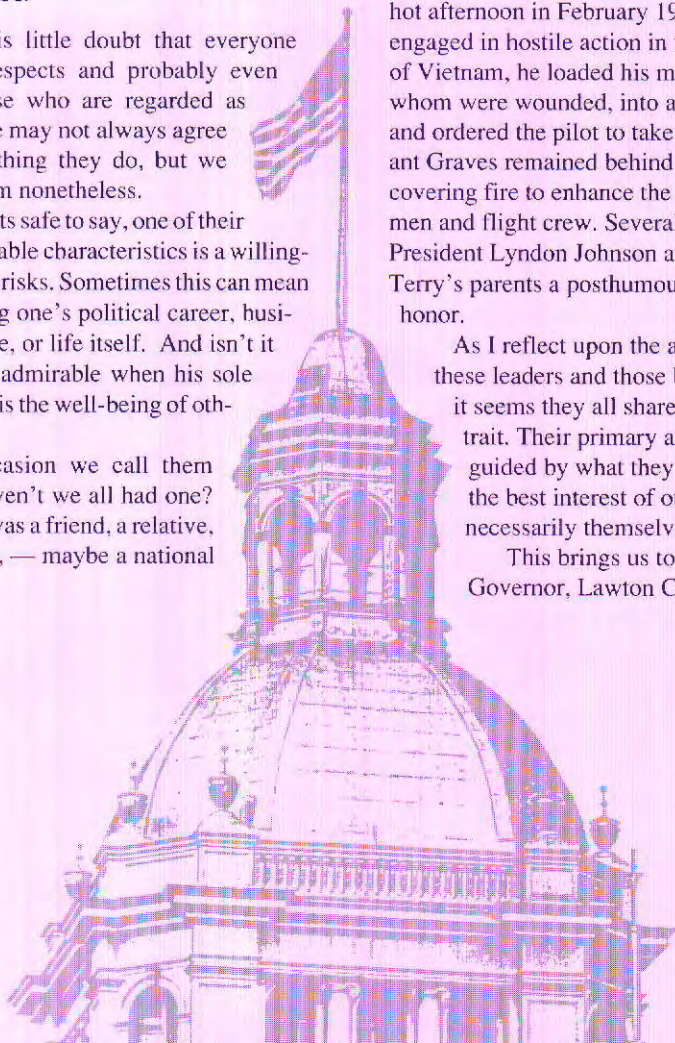 is little doubt that everyone
espects and probably even
se who are regarded as
e may not always agree
thing they do, but we
m nonetheless.
ts safe to say, one of their
able characteristics is a willing-
risks. Sometimes this can mean
g one's political career, busi-
e, or life itself. And isn't it
admirable when his sole
is the well-being of oth-
casion we call them
ven't we all had one?
was a friend, a relative,
, — maybe a national
hot afternoon in February 19
engaged in hostile action in
of Vietnam, he loaded his m
whom were wounded, into a
and ordered the pilot to take
ant Graves remained behind
covering fire to enhance the
men and flight crew. Several
President Lyndon Johnson a
Terry's parents a posthumou
honor.
As I reflect upon the a
these leaders and those
it seems they all share
trait. Their primary a
guided by what they
the best interest of o
necessarily themselv
This brings us to
Governor, Lawton C